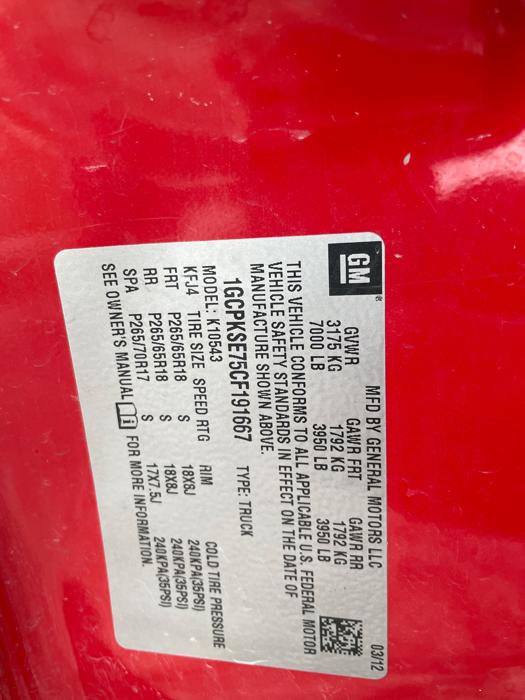 GM ®
MFD BY GENERAL MOTORS LLC 03/12
GVWR GAWR FRT GAWR RR
3175 KG 1792 KG 1792 KG
7000 LB 3950 LB 3950 LB
THIS VEHICLE CONFORMS TO ALL APPLICABLE U.S. FEDERAL MOTOR
VEHICLE SAFETY STANDARDS IN EFFECT ON THE DATE OF
MANUFACTURE SHOWN ABOVE.
1GCPKSE75CF191667 TYPE: TRUCK
MODEL: K10543
KFJ4 TIRE SIZE SPEED RTG RIM COLD TIRE PRESSURE
FRT P265/65R18 S 18X8J 240KPA(35PSI)
RR P265/65R18 S 18X8J 240KPA(35PSI)
SPA P265/70R17 S 17X7.5J 240KPA(35PSI)
SEE OWNER'S MANUAL i FOR MORE INFORMATION.